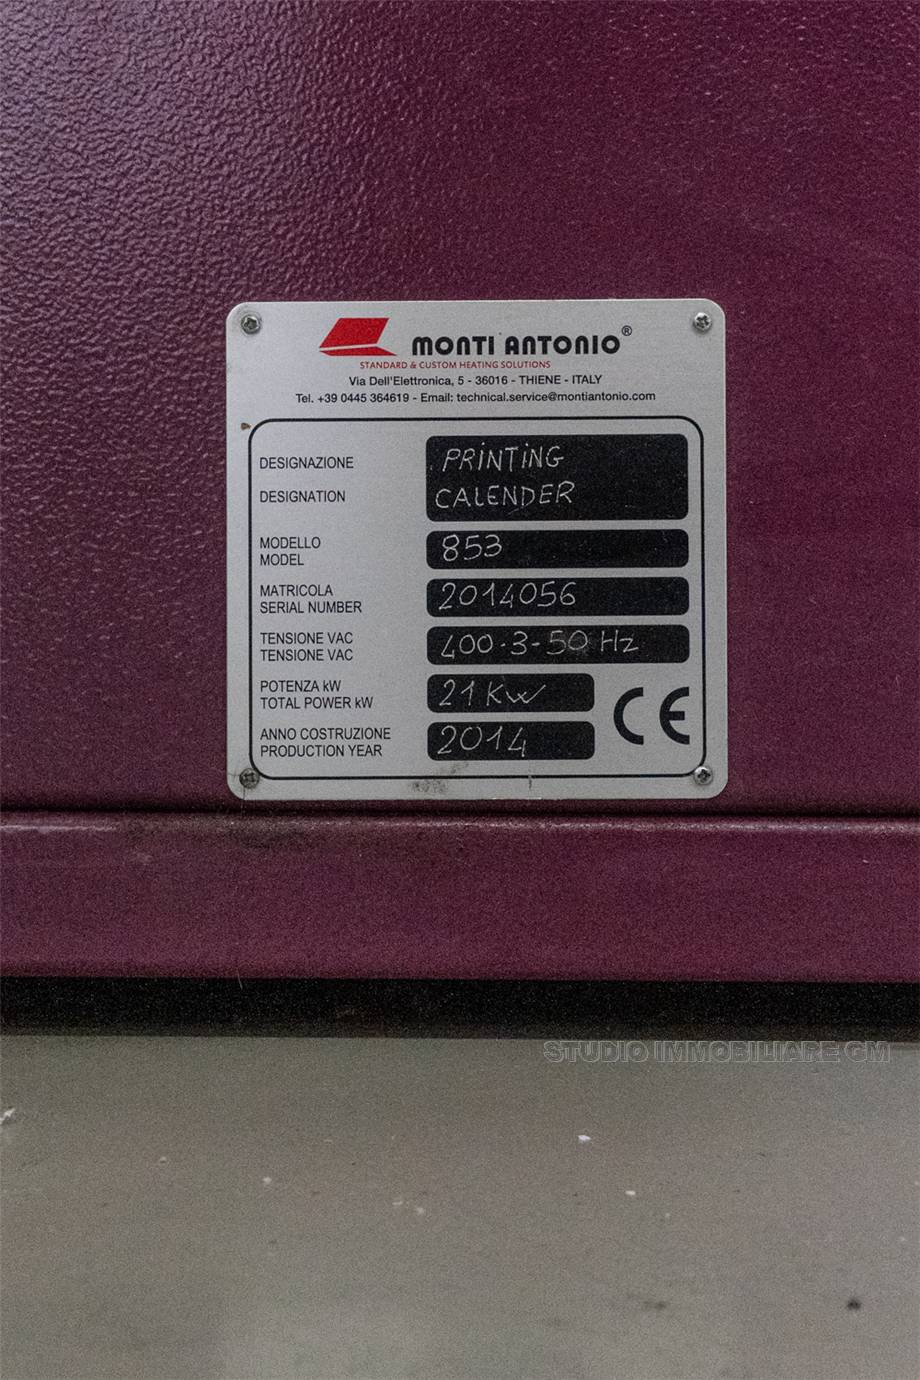 MONTI ANTONIO®
STANDARD & CUSTOM HEATING SOLUTIONS
Via Dell'Elettronica, 5 - 36016 - THIENE - ITALY
Tel. +39 0445 364619 - Email: technical.service@montiantonio.com
DESIGNAZIONE PRINTING
DESIGNATION CALENDER
MODELLO
MODEL
853
MATRICOLA
SERIAL NUMBER
2014056
TENSIONE VAC
TENSIONE VAC
400-3-50 Hz
POTENZA kW
TOTAL POWER kW
21 KW
ANNO COSTRUZIONE
PRODUCTION YEAR
2014
CE
STUDIO IMMOBILIARE GM